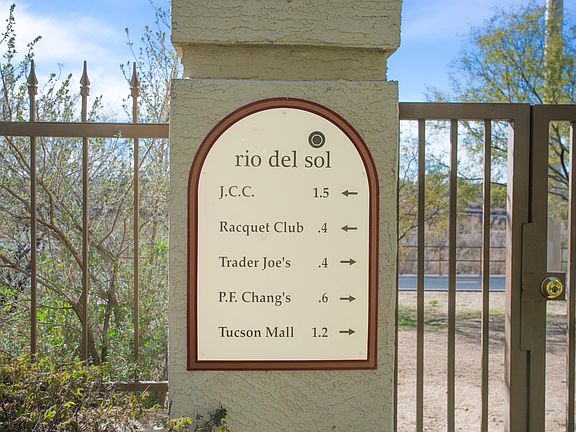 rio del sol
J.C.C. 1.5 ←
Racquet Club .4 ←
Trader Joe's .4 →
P.F. Chang's .6 →
Tucson Mall 1.2 →